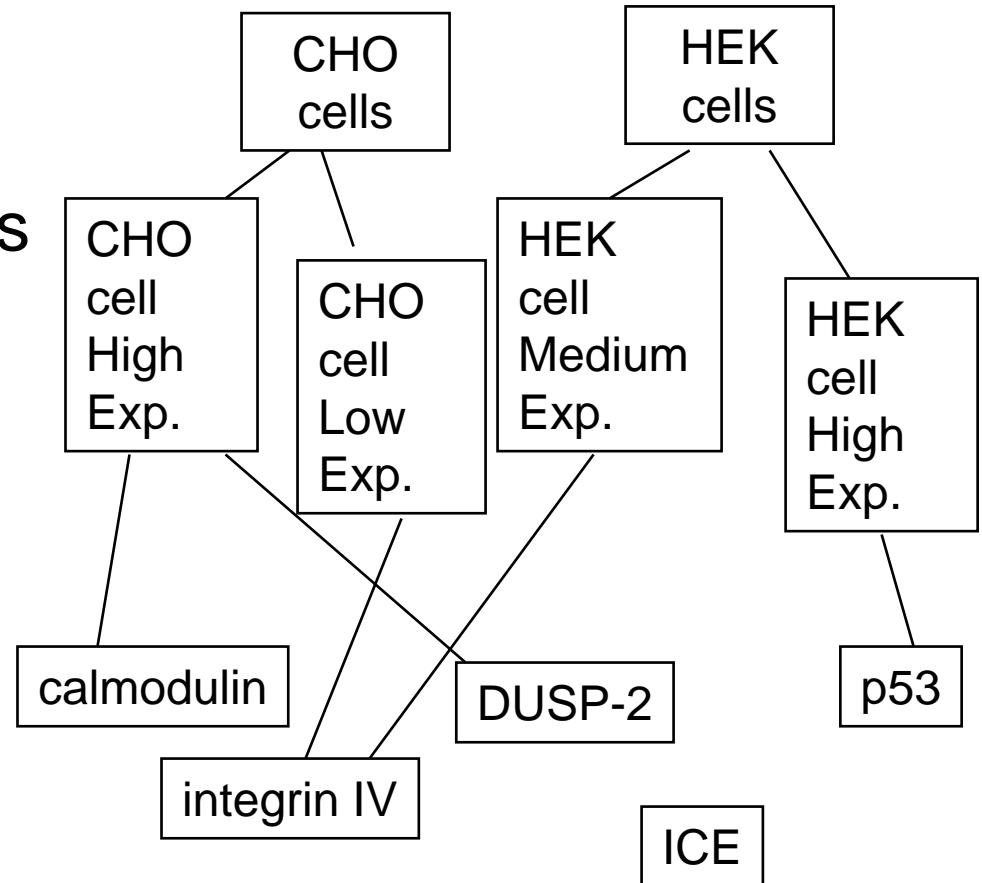 CHO
cells
HEK
cells
s
CHO
cell
High
Exp.
CHO
cell
Low
Exp.
HEK
cell
Medium
Exp.
HEK
cell
High
Exp.
calmodulin
DUSP-2
p53
integrin IV
ICE